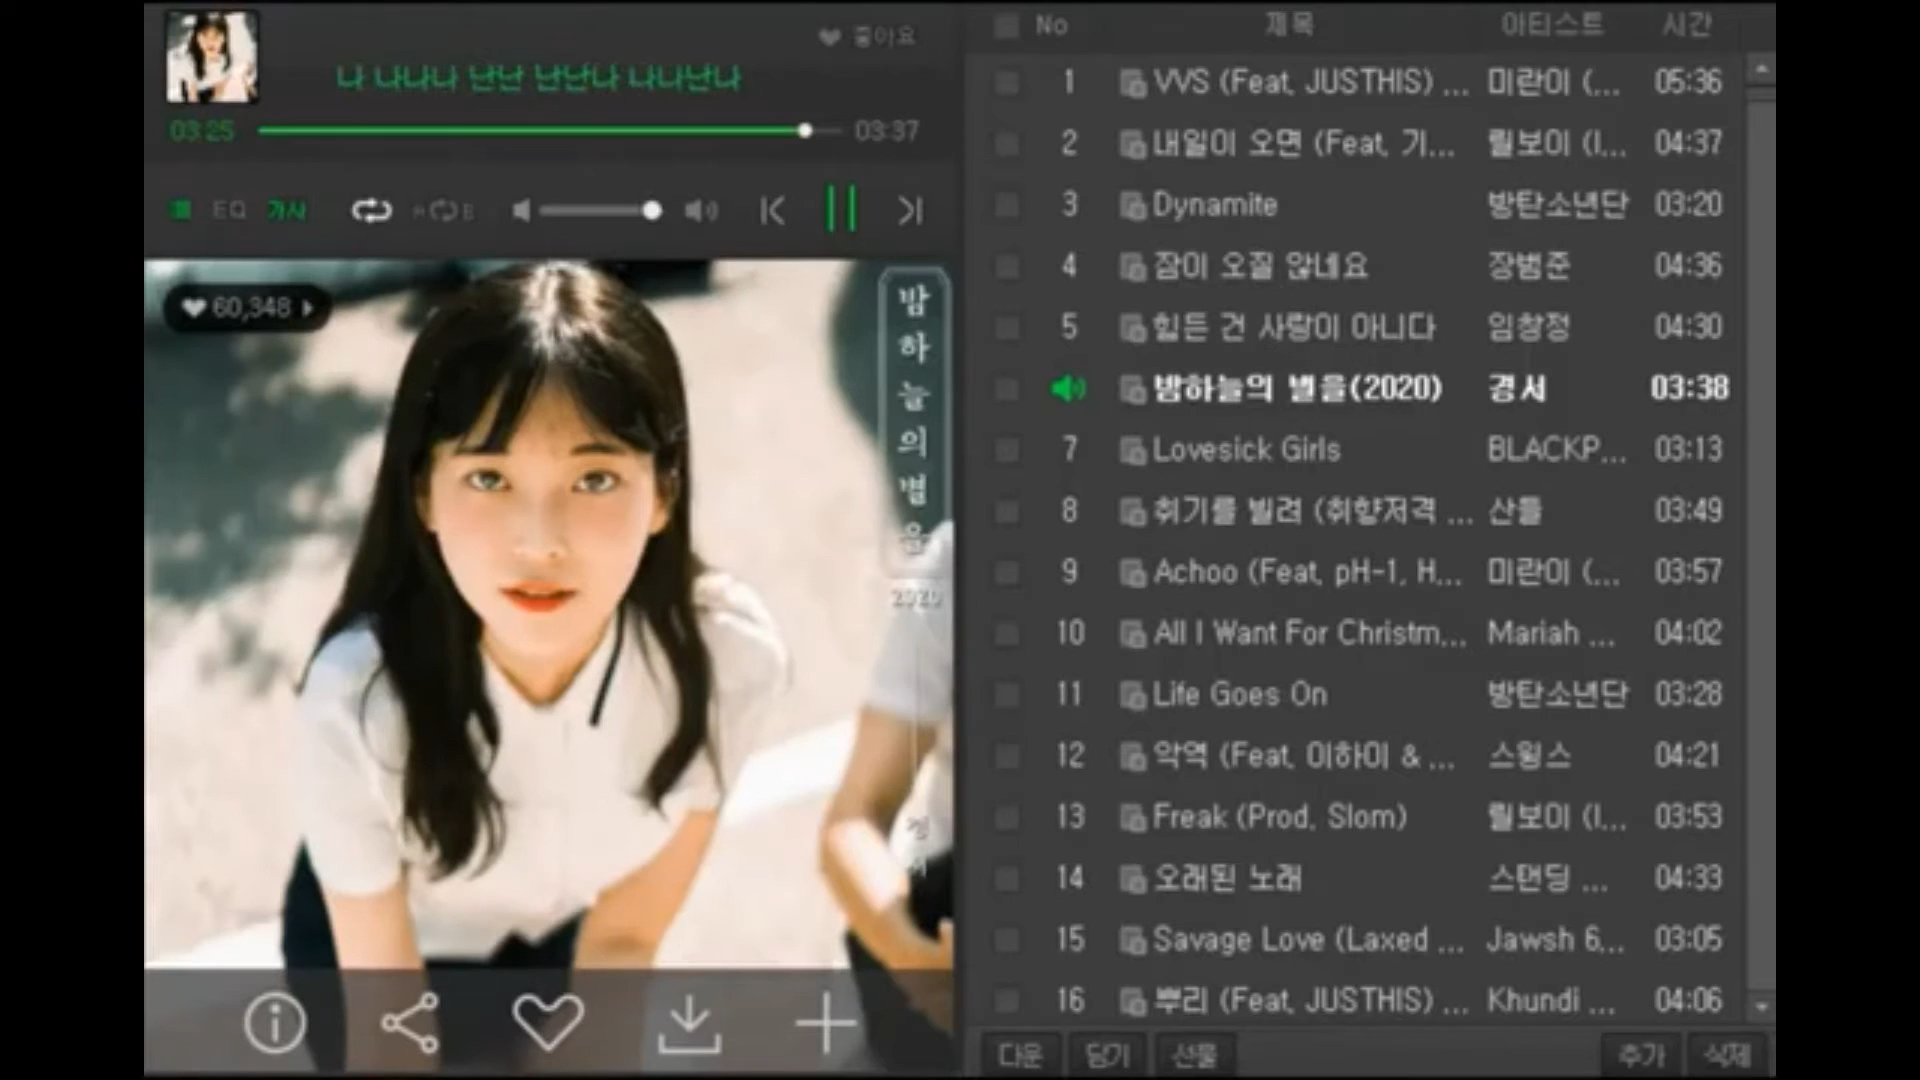 좋아요
나 나나나 난난 난난나 나나난나
03:25 03:37
EQ 가사
60,348
밤하늘의별을
2020
경서
No 제목 아티스트 시간
1 VVS (Feat. JUSTHIS) ... 미란이 (... 05:36
2 내일이 오면 (Feat. 기... 릴보이 (l... 04:37
3 Dynamite 방탄소년단 03:20
4 잠이 오질 않네요 장범준 04:36
5 힘든 건 사랑이 아니다 임창정 04:30
밤하늘의 별을(2020) 경서 03:38
7 Lovesick Girls BLACKP... 03:13
8 취기를 빌려 (취향저격 ... 산들 03:49
9 Achoo (Feat. pH-1, H... 미란이 (... 03:57
10 All I Want For Christm... Mariah ... 04:02
11 Life Goes On 방탄소년단 03:28
12 악역 (Feat. 이하이 & ... 스윙스 04:21
13 Freak (Prod. Slom) 릴보이 (l... 03:53
14 오래된 노래 스탠딩 ... 04:33
15 Savage Love (Laxed ... Jawsh 6... 03:05
16 뿌리 (Feat. JUSTHIS) ... Khundi ... 04:06
다운 담기 선물 추가 삭제